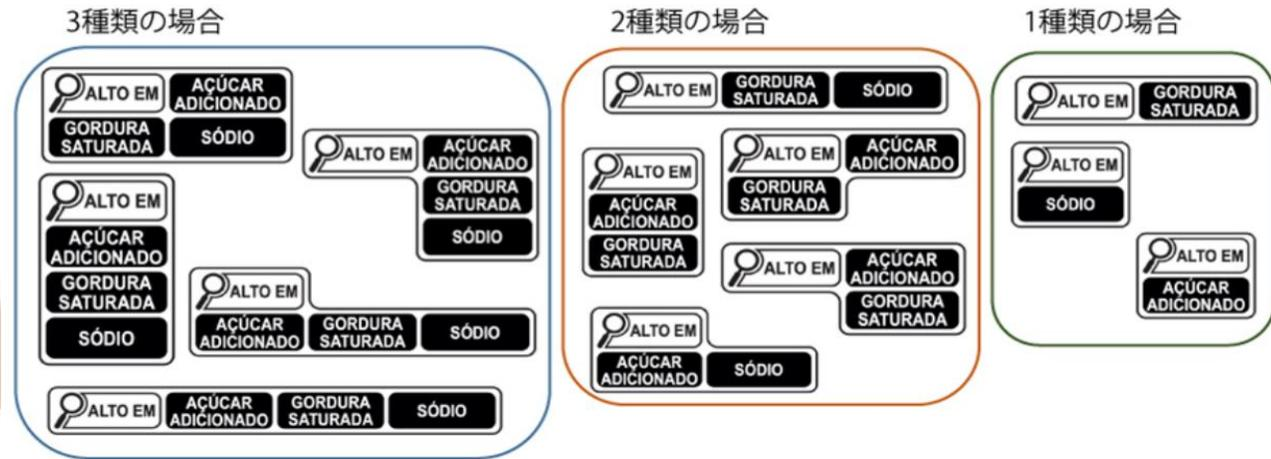 3種類の場合
ALTO EM
AÇÚCAR
ADICIONADO
GORDURA
SATURADA
SÓDIO
ALTO EM
AÇÚCAR
ADICIONADO
GORDURA
SATURADA
SÓDIO
ALTO EM
AÇÚCAR
ADICIONADO
GORDURA
SATURADA
SÓDIO
ALTO EM
AÇÚCAR
ADICIONADO
GORDURA
SATURADA
SÓDIO
ALTO EM
AÇÚCAR
ADICIONADO
GORDURA
SATURADA
SÓDIO
2種類の場合
ALTO EM
GORDURA
SATURADA
SÓDIO
ALTO EM
AÇÚCAR
ADICIONADO
GORDURA
SATURADA
ALTO EM
AÇÚCAR
ADICIONADO
GORDURA
SATURADA
ALTO EM
AÇÚCAR
ADICIONADO
GORDURA
SATURADA
ALTO EM
AÇÚCAR
ADICIONADO
SÓDIO
1種類の場合
ALTO EM
GORDURA
SATURADA
ALTO EM
SÓDIO
ALTO EM
AÇÚCAR
ADICIONADO